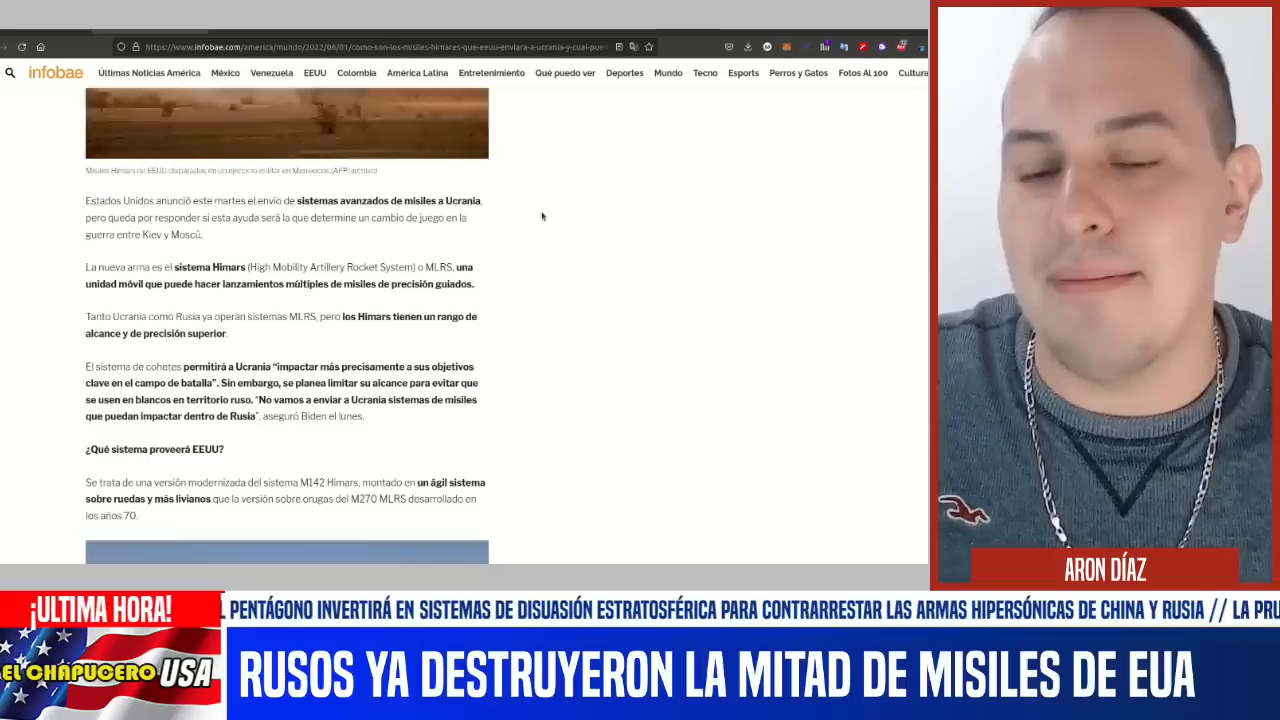 https://www.infobae.com/america/mundo/2022/06/01/como-son-los-misiles-himares-que-eeuu-enviara-a-ucrania-y-cual-pue
infobae Últimas Noticias América México Venezuela EEUU Colombia América Latina Entretenimiento Qué puedo ver Deportes Mundo Tecno Esports Perros y Gatos Fotos Al 100 Cultura
Misiles Himars de EEUU disparados en un ejercicio militar en Marruecos (AFP/archivo)
Estados Unidos anunció este martes el envío de sistemas avanzados de misiles a Ucrania,
pero queda por responder si esta ayuda será la que determine un cambio de juego en la
guerra entre Kiev y Moscú.
La nueva arma es el sistema Himars (High Mobility Artillery Rocket System) o MLRS, una
unidad móvil que puede hacer lanzamientos múltiples de misiles de precisión guiados.
Tanto Ucrania como Rusia ya operan sistemas MLRS, pero los Himars tienen un rango de
alcance y de precisión superior.
El sistema de cohetes permitirá a Ucrania “impactar más precisamente a sus objetivos
clave en el campo de batalla”. Sin embargo, se planea limitar su alcance para evitar que
se usen en blancos en territorio ruso. “No vamos a enviar a Ucrania sistemas de misiles
que puedan impactar dentro de Rusia”, aseguró Biden el lunes.
¿Qué sistema proveerá EEUU?
Se trata de una versión modernizada del sistema M142 Himars, montado en un ágil sistema
sobre ruedas y más livianos que la versión sobre orugas del M270 MLRS desarrollado en
los años 70.
ARON DÍAZ
¡ULTIMA HORA!
L PENTÁGONO INVERTIRÁ EN SISTEMAS DE DISUASIÓN ESTRATOSFÉRICA PARA CONTRARRESTAR LAS ARMAS HIPERSÓNICAS DE CHINA Y RUSIA // LA PRU
EL CHAPUCERO USA
RUSOS YA DESTRUYERON LA MITAD DE MISILES DE EUA